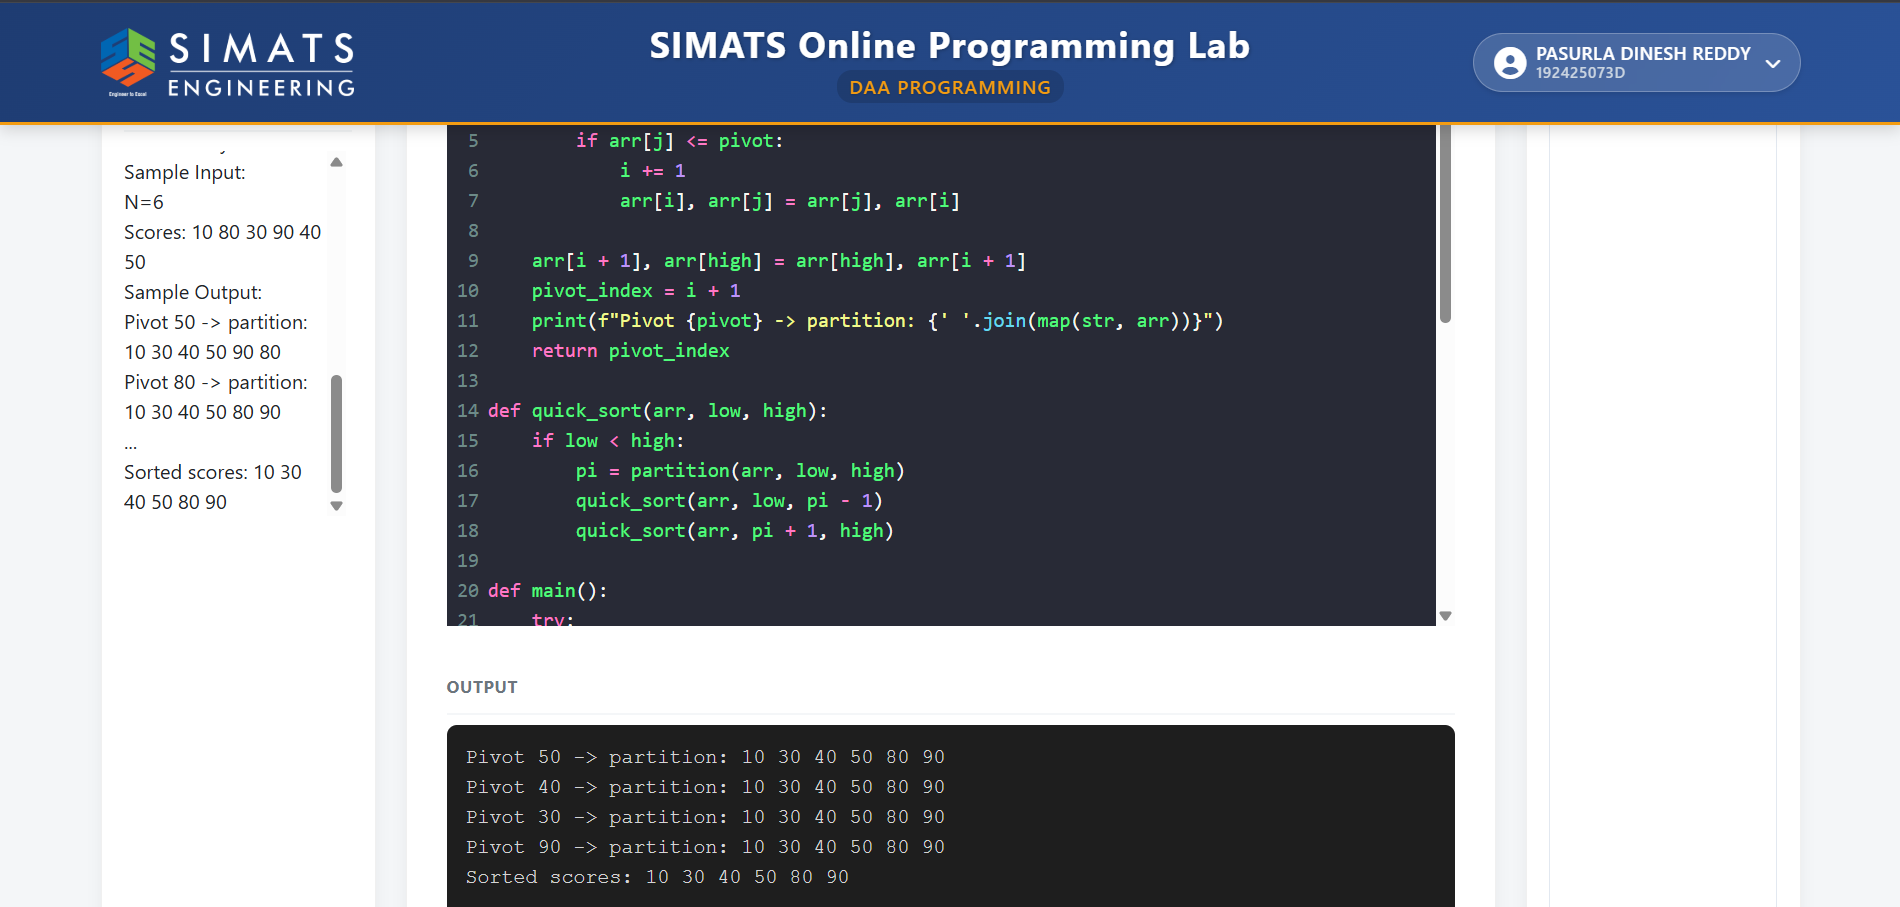 SIMATS
ENGINEERING
Engineer to Excel
SIMATS Online Programming Lab
DAA PROGRAMMING
PASURLA DINESH REDDY
192425073D
Sample Input:
N=6
Scores: 10 80 30 90 40
50
Sample Output:
Pivot 50 -> partition:
10 30 40 50 90 80
Pivot 80 -> partition:
10 30 40 50 80 90
...
Sorted scores: 10 30
40 50 80 90
5         if arr[j] <= pivot:
6             i += 1
7             arr[i], arr[j] = arr[j], arr[i]
8
9     arr[i + 1], arr[high] = arr[high], arr[i + 1]
10     pivot_index = i + 1
11     print(f"Pivot {pivot} -> partition: {' '.join(map(str, arr))}")
12     return pivot_index
13
14 def quick_sort(arr, low, high):
15     if low < high:
16         pi = partition(arr, low, high)
17         quick_sort(arr, low, pi - 1)
18         quick_sort(arr, pi + 1, high)
19
20 def main():
21     try:
OUTPUT
Pivot 50 -> partition: 10 30 40 50 80 90
Pivot 40 -> partition: 10 30 40 50 80 90
Pivot 30 -> partition: 10 30 40 50 80 90
Pivot 90 -> partition: 10 30 40 50 80 90
Sorted scores: 10 30 40 50 80 90